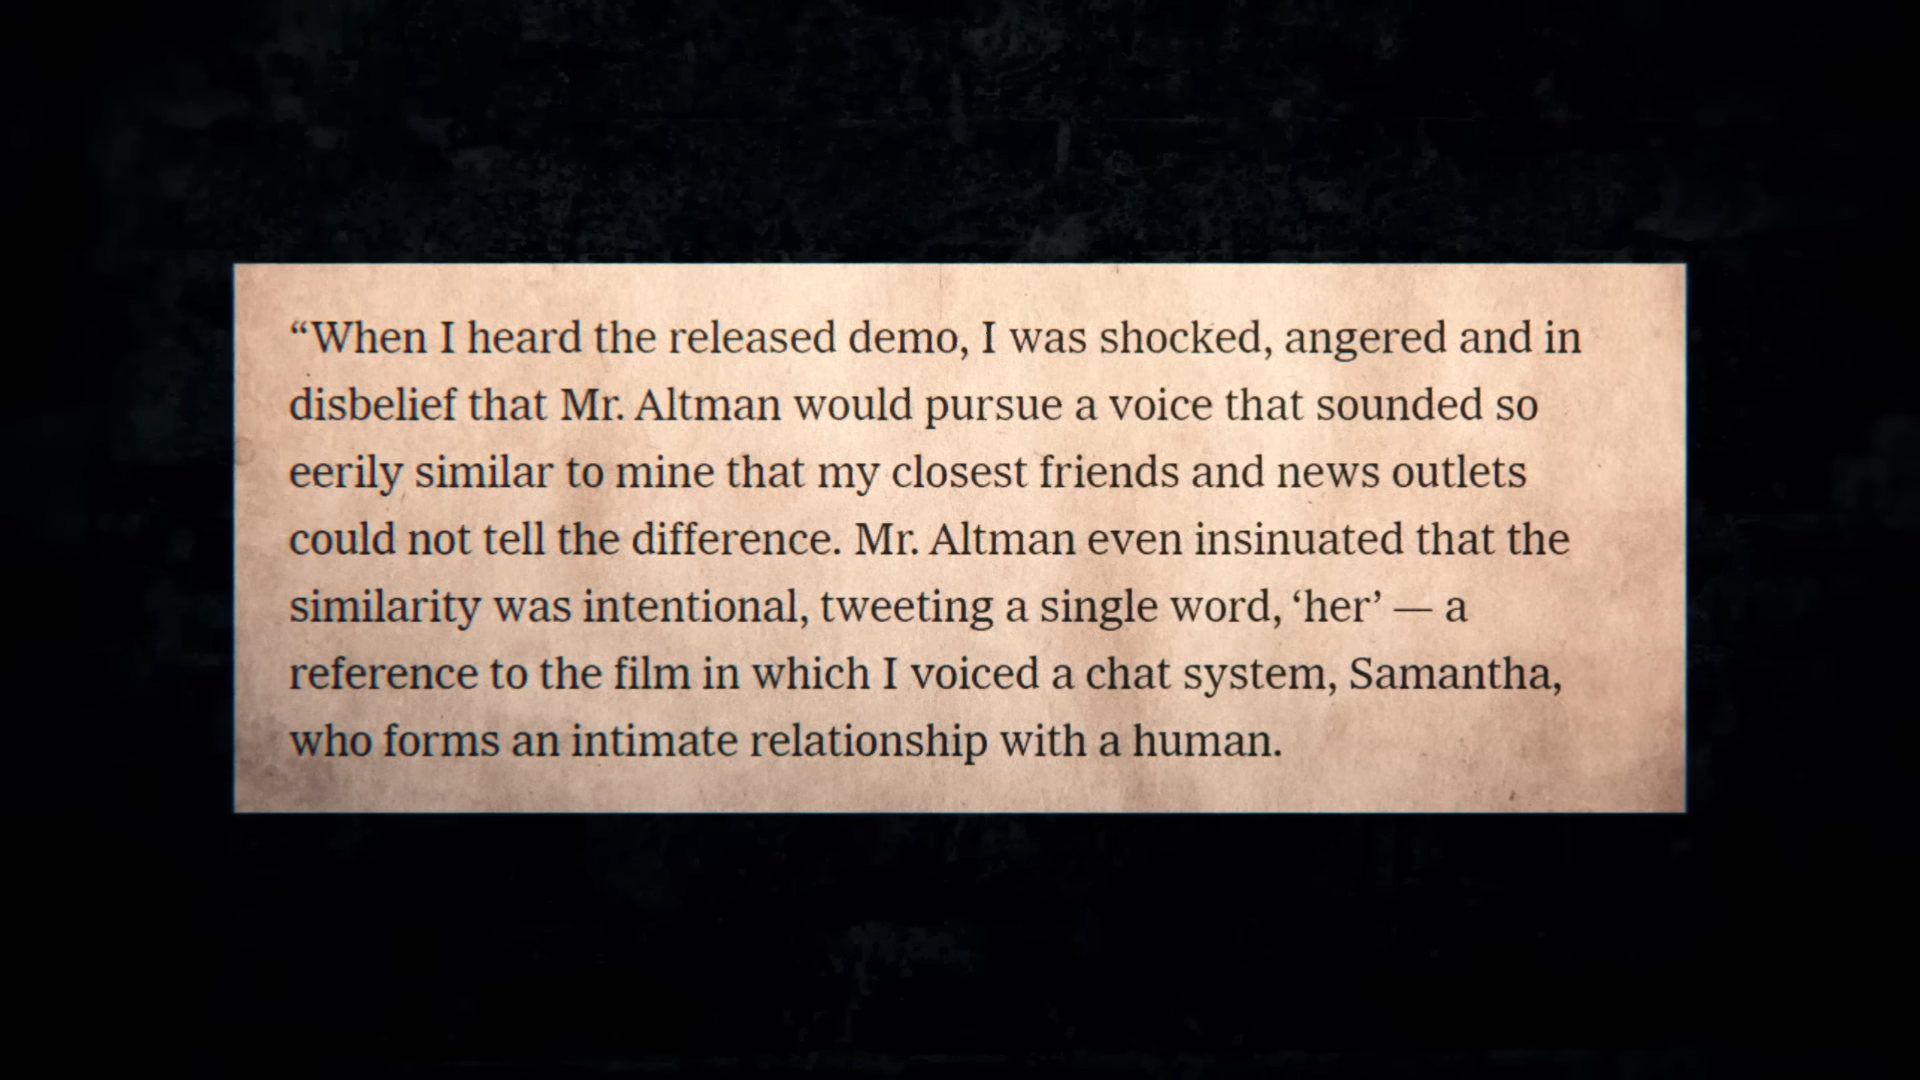 “When I heard the released demo, I was shocked, angered and in
disbelief that Mr. Altman would pursue a voice that sounded so
eerily similar to mine that my closest friends and news outlets
could not tell the difference. Mr. Altman even insinuated that the
similarity was intentional, tweeting a single word, ‘her’ — a
reference to the film in which I voiced a chat system, Samantha,
who forms an intimate relationship with a human.